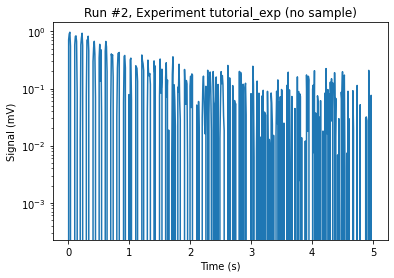 Run #2, Experiment tutorial_exp (no sample)
Signal (mV)
10⁰
10⁻¹
10⁻²
10⁻³
0 1 2 3 4 5
Time (s)